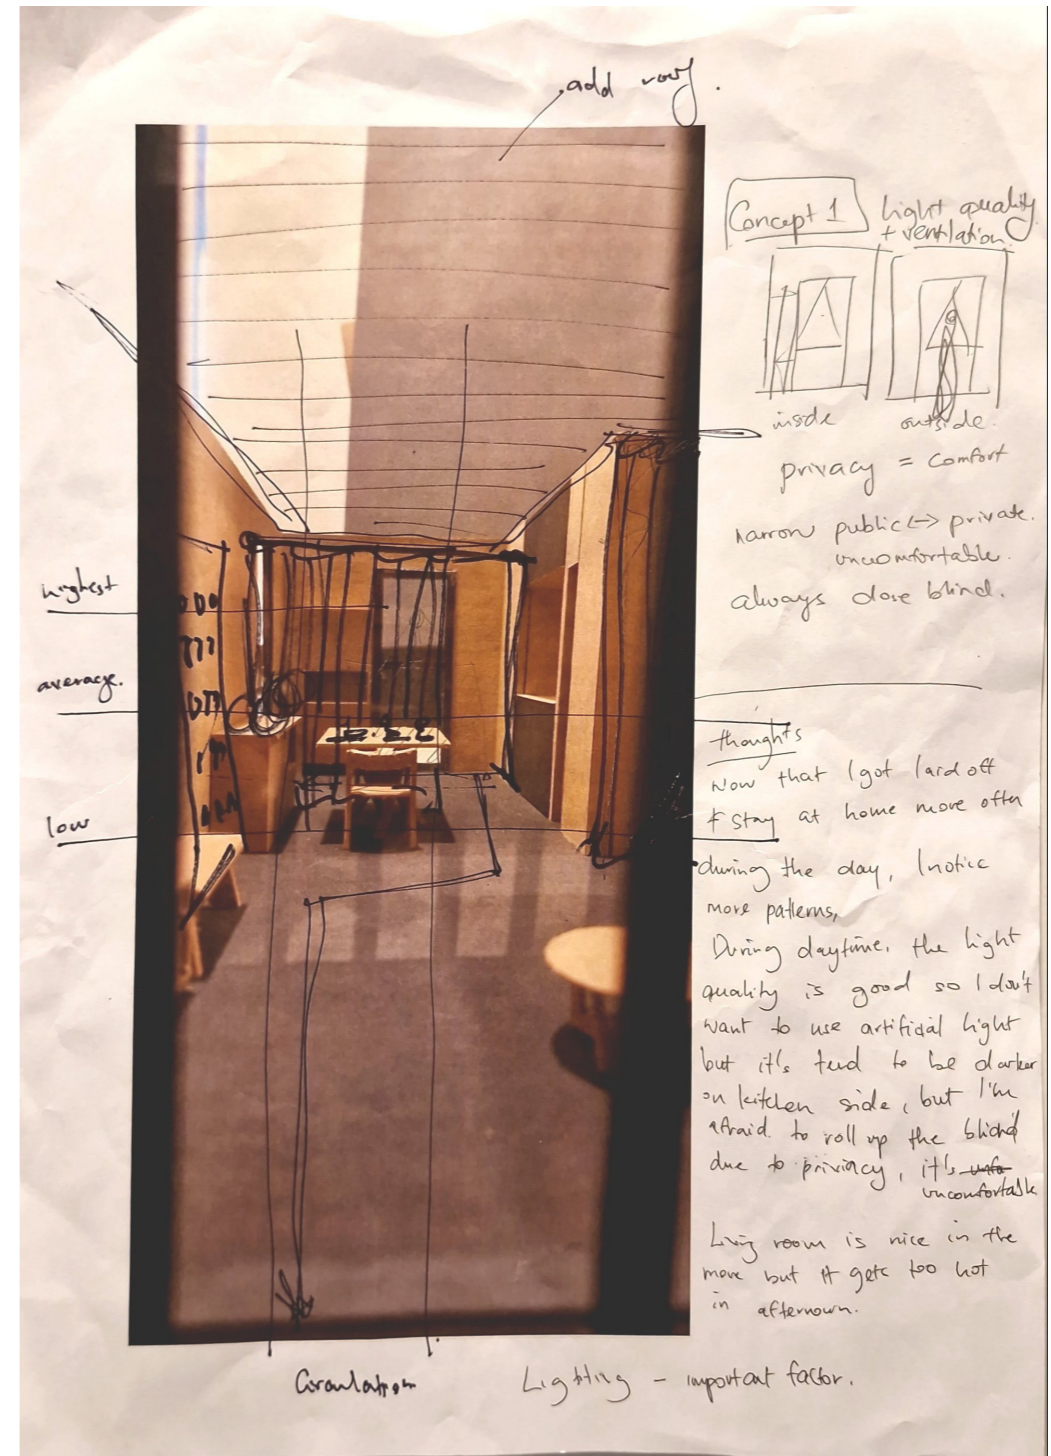 add roof.
Concept 1
light quality
+ ventilation.
inside
outside.
privacy = comfort
narrow public <-> private.
uncomfortable.
always close blind.
highest
average.
low
thoughts
Now that I got laid off
& stay at home more often
during the day, I notice
more patterns,
During daytime, the light
quality is good so I don't
want to use artificial light
but it's tend to be darker
on kitchen side, but I'm
afraid to roll up the blind
due to privacy, it's
uncomfortable
Living room is nice in the
more but it gets too hot
in afternown.
Circulation
Lighting - important factor.